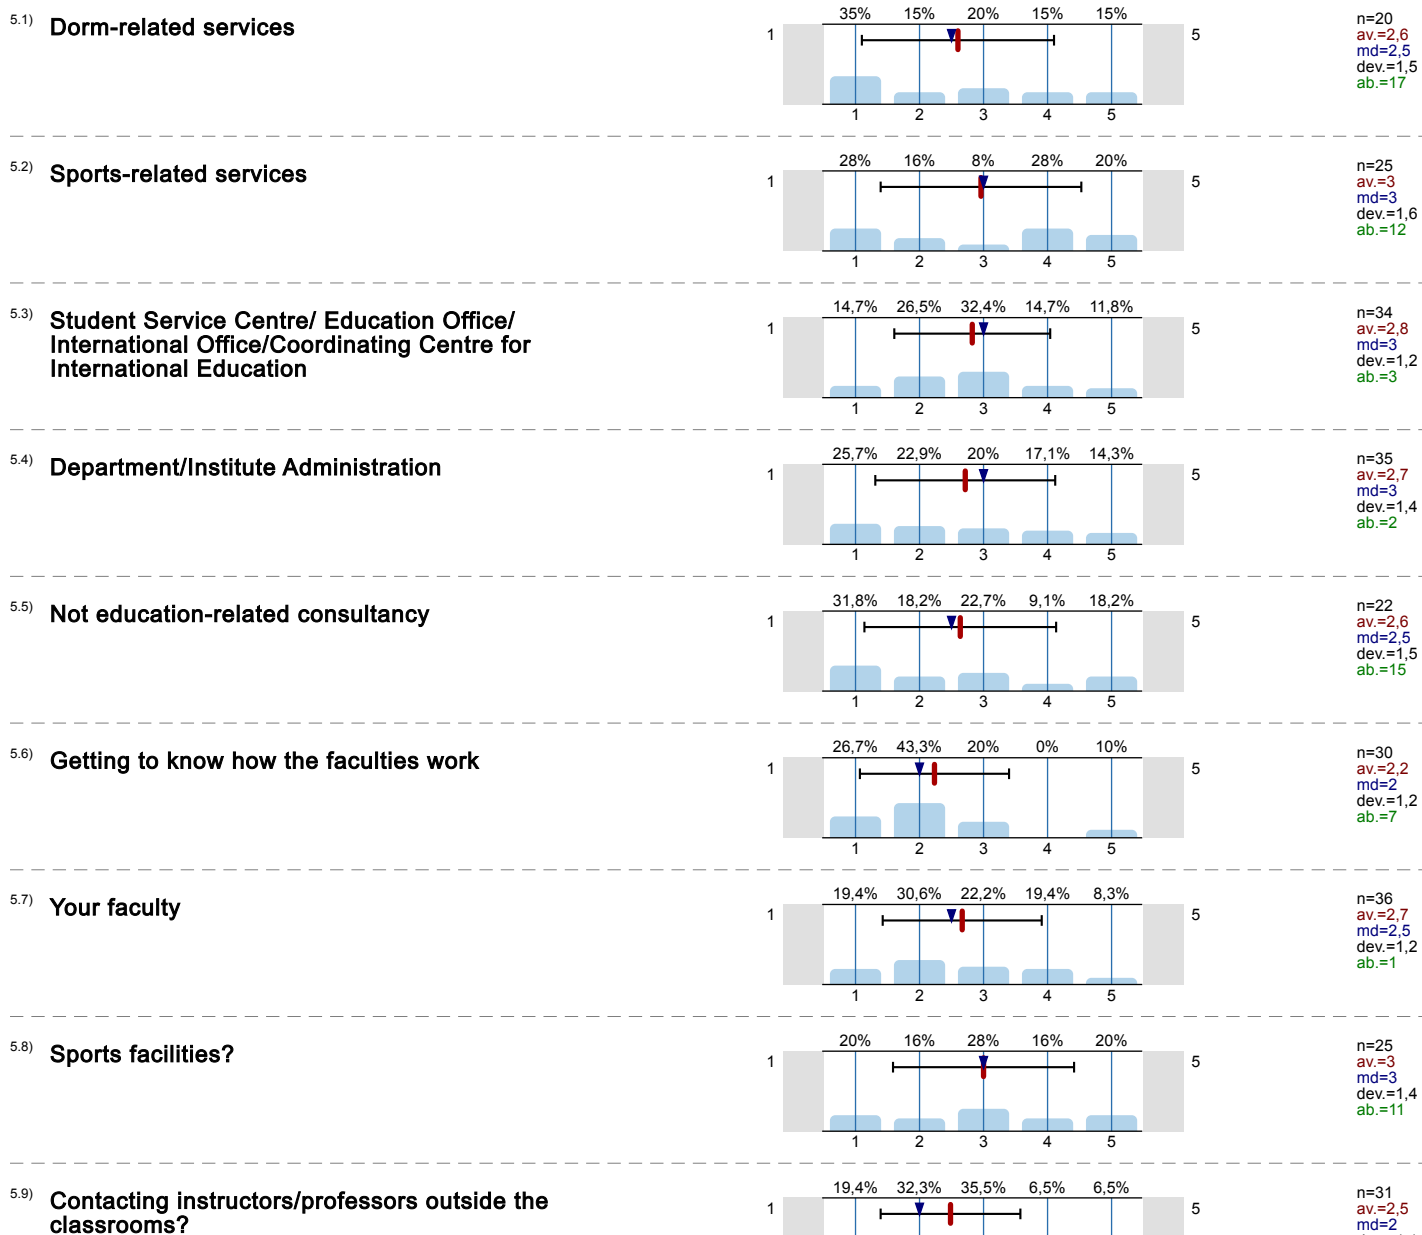 5.1) Dorm-related services
35% 15% 20% 15% 15%
1 5
1 2 3 4 5
n=20
av.=2,6
md=2,5
dev.=1,5
ab.=17
5.2) Sports-related services
28% 16% 8% 28% 20%
1 5
1 2 3 4 5
n=25
av.=3
md=3
dev.=1,6
ab.=12
5.3) Student Service Centre/ Education Office/
International Office/Coordinating Centre for
International Education
14,7% 26,5% 32,4% 14,7% 11,8%
1 5
1 2 3 4 5
n=34
av.=2,8
md=3
dev.=1,2
ab.=3
5.4) Department/Institute Administration
25,7% 22,9% 20% 17,1% 14,3%
1 5
1 2 3 4 5
n=35
av.=2,7
md=3
dev.=1,4
ab.=2
5.5) Not education-related consultancy
31,8% 18,2% 22,7% 9,1% 18,2%
1 5
1 2 3 4 5
n=22
av.=2,6
md=2,5
dev.=1,5
ab.=15
5.6) Getting to know how the faculties work
26,7% 43,3% 20% 0% 10%
1 5
1 2 3 4 5
n=30
av.=2,2
md=2
dev.=1,2
ab.=7
5.7) Your faculty
19,4% 30,6% 22,2% 19,4% 8,3%
1 5
1 2 3 4 5
n=36
av.=2,7
md=2,5
dev.=1,2
ab.=1
5.8) Sports facilities?
20% 16% 28% 16% 20%
1 5
1 2 3 4 5
n=25
av.=3
md=3
dev.=1,4
ab.=11
5.9) Contacting instructors/professors outside the
classrooms?
19,4% 32,3% 35,5% 6,5% 6,5%
1 5
n=31
av.=2,5
md=2